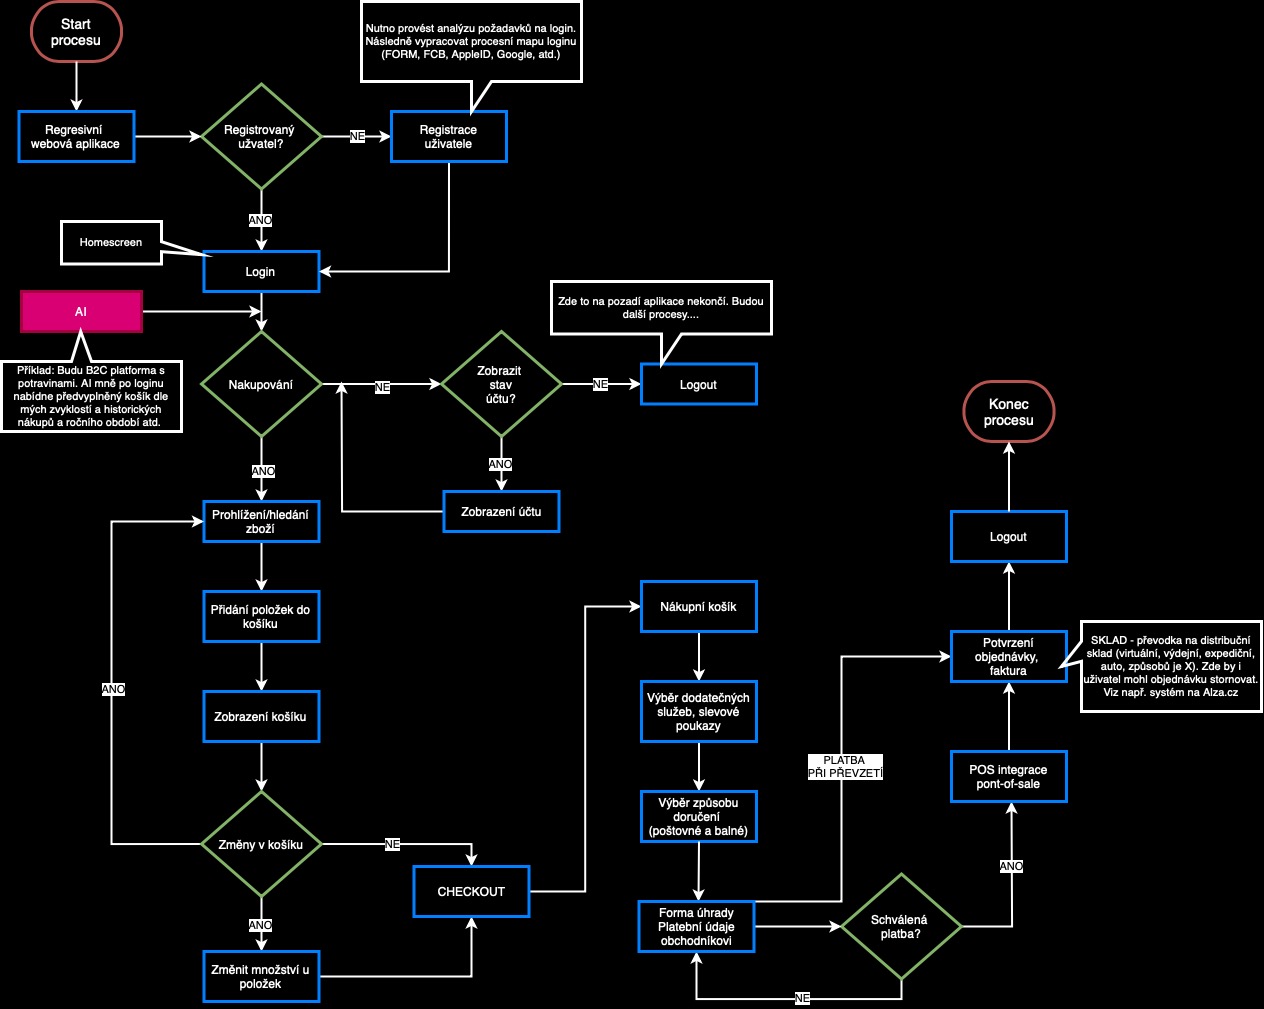 Start
procesu
Nutno provést analýzu požadavků na login.
Následně vypracovat procesní mapu loginu
(FORM, FCB, AppleID, Google, atd.)
Regresivní
webová aplikace
Registrovaný
užvatel?
NE
Registrace
uživatele
ANO
Homescreen
Login
AI
Příklad: Budu B2C platforma s
potravinami. AI mně po loginu
nabídne předvyplněný košík dle
mých zvyklostí a historických
nákupů a ročního období atd.
Nakupování
NE
Zobrazit
stav
účtu?
NE
Zde to na pozadí aplikace nekončí. Budou
další procesy....
Logout
ANO
Zobrazení účtu
ANO
Prohlížení/hledání
zboží
Přidání položek do
košíku
Zobrazení košíku
ANO
Změny v košíku
NE
CHECKOUT
ANO
Změnit množství u
položek
Nákupní košík
Výběr dodatečných
služeb, slevové
poukazy
Výběr způsobu
doručení
(poštovné a balné)
Forma úhrady
Platební údaje
obchodníkovi
PLATBA
PŘI PŘEVZETÍ
Schválená
platba?
NE
ANO
POS integrace
pont-of-sale
Potvrzení
objednávky,
faktura
SKLAD - převodka na distribuční
sklad (virtuální, výdejní, expediční,
auto, způsobů je X). Zde by i
uživatel mohl objednávku stornovat.
Viz např. systém na Alza.cz
Logout
Konec
procesu